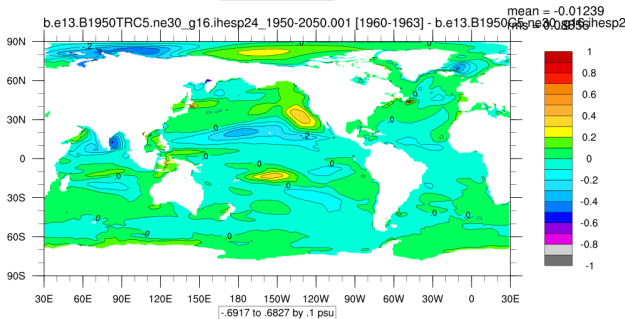 mean = -0.01239
b.e13.B1950TRC5.ne30_g16.ihesp24_1950-2050.001 [1960-1963] - b.e13.B1950
90N
60N
30N
0
30S
60S
90S
30E 60E 90E 120E 150E 180 150W 120W 90W 60W 30W 0 30E
-.6917 to .6827 by .1 psu
1
0.8
0.6
0.4
0.2
0
-0.2
-0.4
-0.6
-0.8
-1